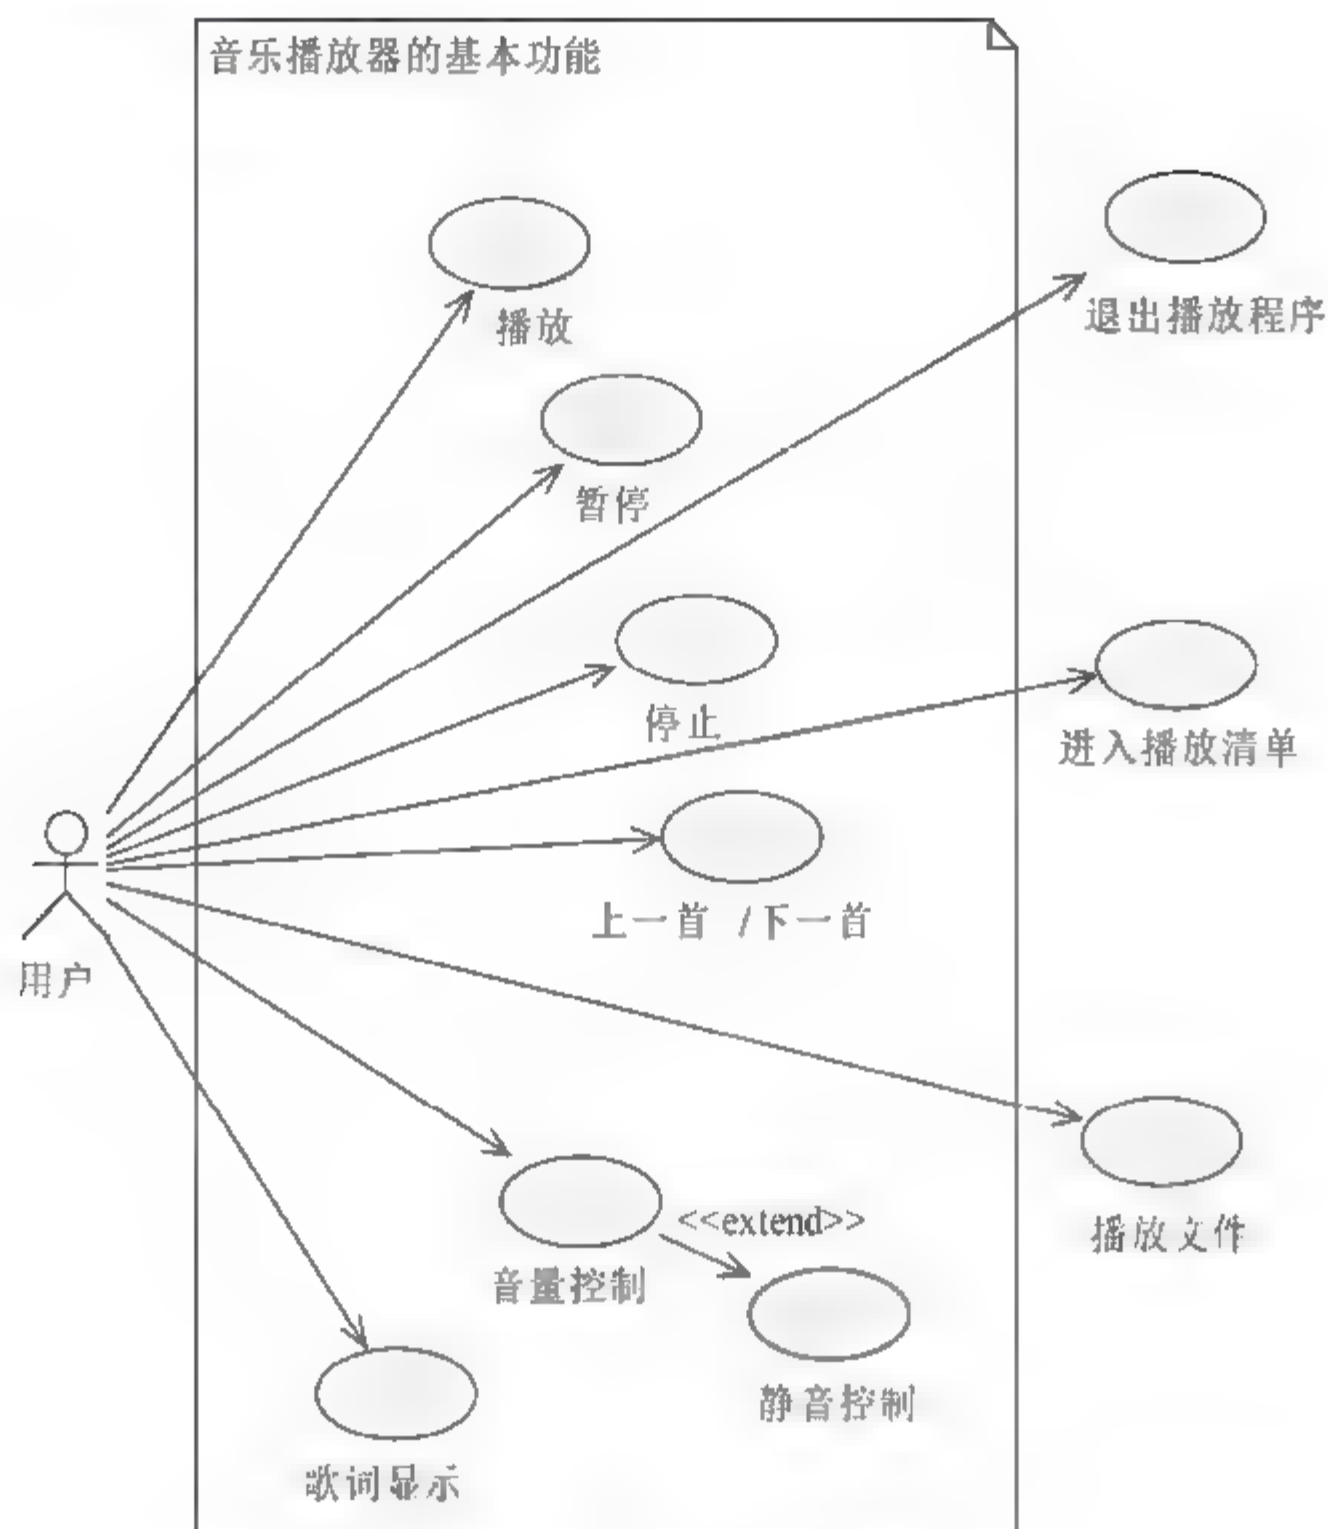 音乐播放器的基本功能
播放
退出播放程序
暂停
停止
进入播放清单
上一首 /下一首
用户
<<extend>>
播放文件
音量控制
静音控制
歌词显示